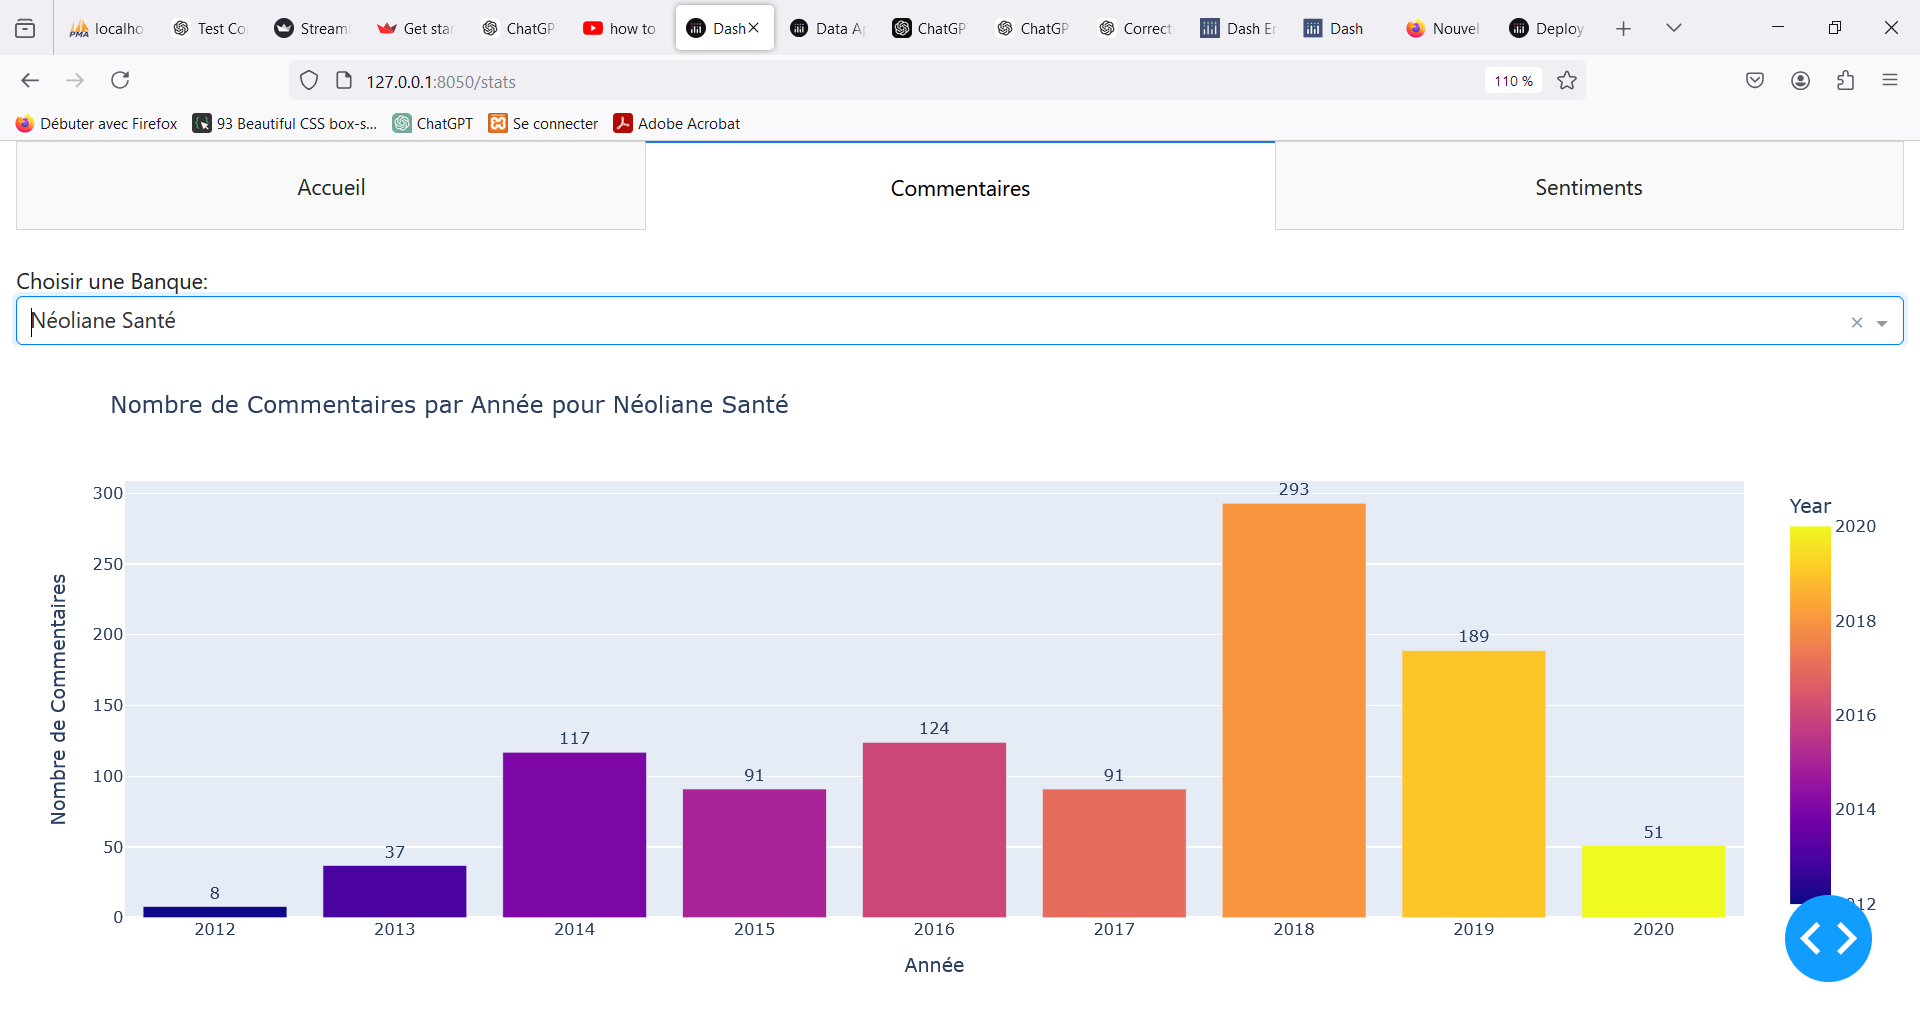 localho Test Co Stream Get star ChatGP how to Dash Data A ChatGP ChatGP Correct Dash En Dash Nouvel Deploy
127.0.0.1:8050/stats 110 %
Débuter avec Firefox 93 Beautiful CSS box-s... ChatGPT Se connecter Adobe Acrobat
Accueil Commentaires Sentiments
Choisir une Banque:
Néoliane Santé
Nombre de Commentaires par Année pour Néoliane Santé
Nombre de Commentaires
300
250
200
150
100
50
0
8
37
117
91
124
91
293
189
51
2012 2013 2014 2015 2016 2017 2018 2019 2020
Année
Year
2020
2018
2016
2014
12